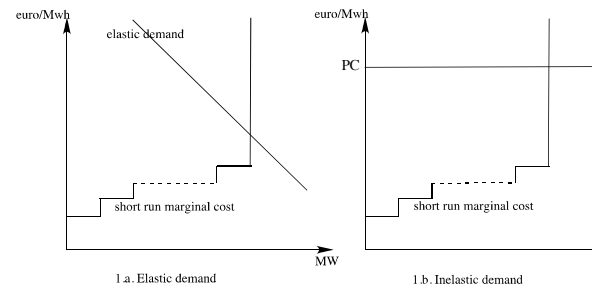 euro/Mwh
elastic demand
short run marginal cost
MW
1.a. Elastic demand
euro/Mwh
PC
short run marginal cost
1.b. Inelastic demand